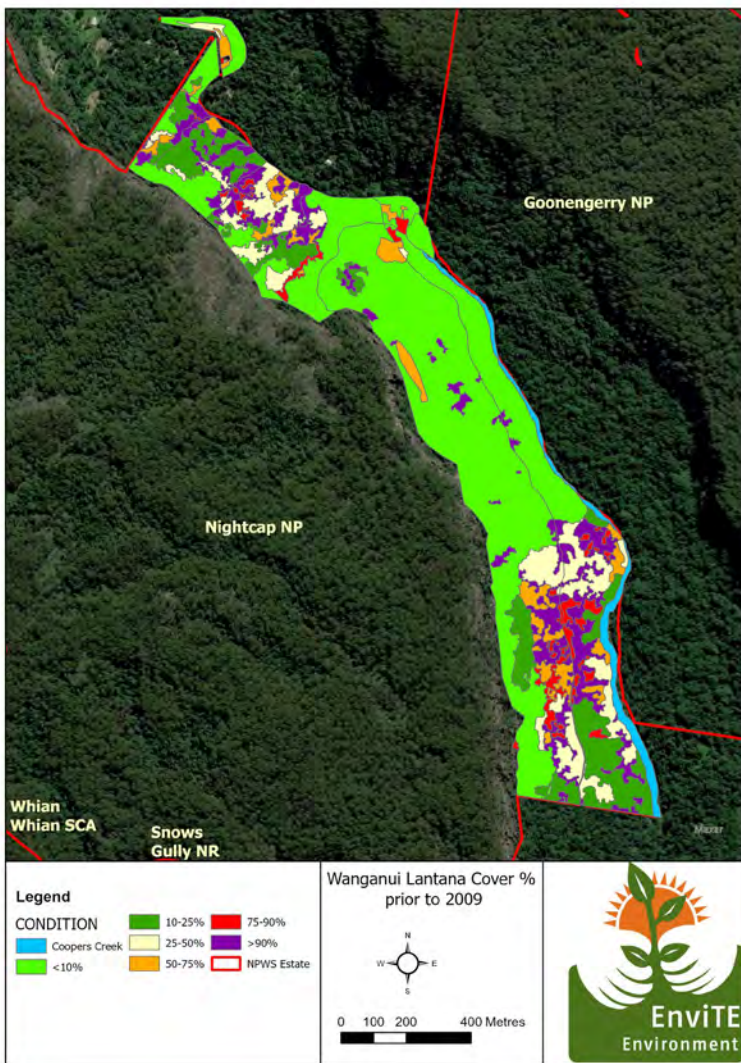 Goonengerry NP
Nightcap NP
Whian
Whian SCA
Snows
Gully NR
Maxar
Legend
CONDITION
Coopers Creek
<10%
10-25%
25-50%
50-75%
75-90%
>90%
NPWS Estate
Wanganui Lantana Cover %
prior to 2009
N
W E
S
0 100 200 400 Metres
EnviTE
Environment